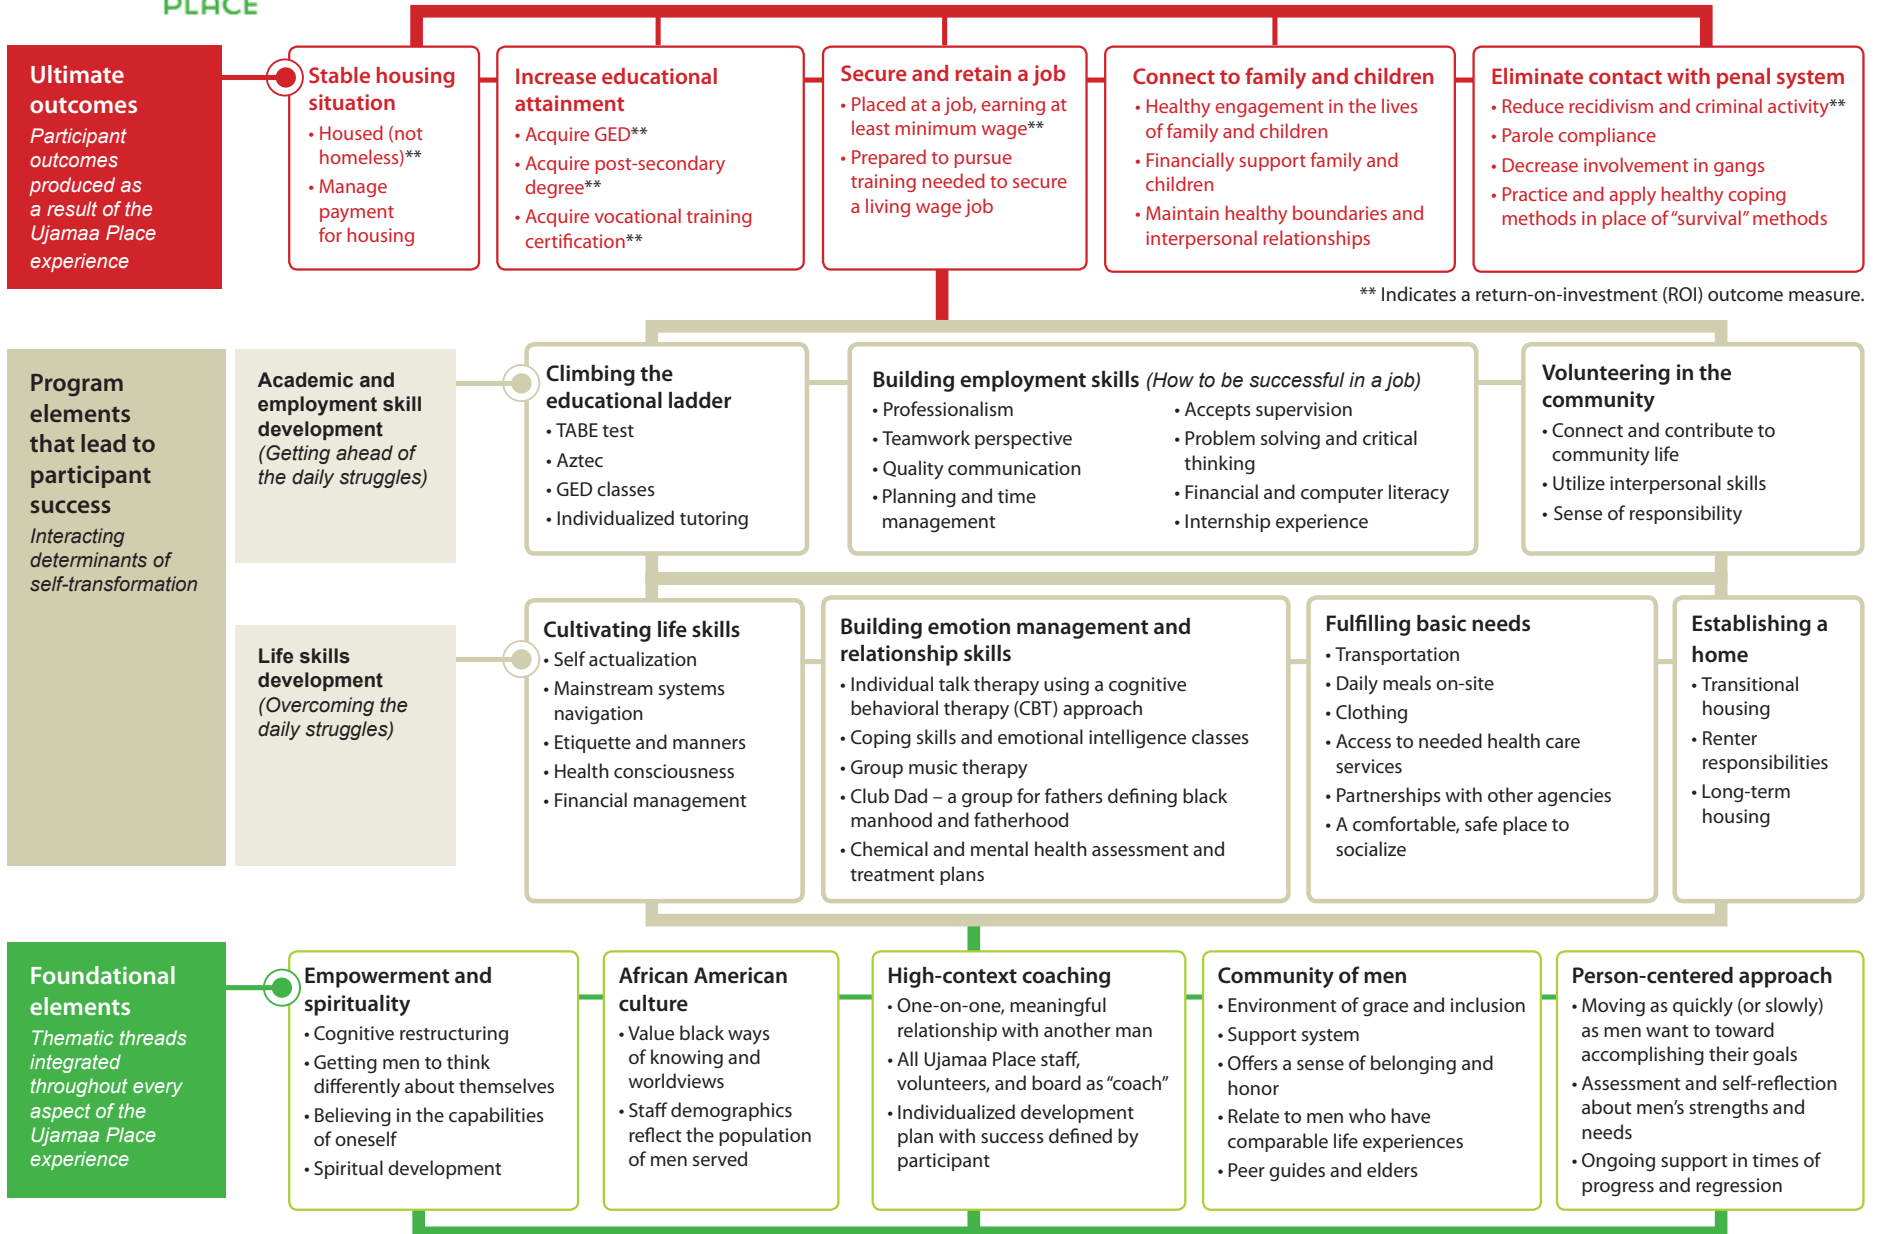 PLACE
Ultimate
outcomes
Participant
outcomes
produced as
a result of the
Ujamaa Place
experience
Stable housing
situation
• Housed (not
homeless)**
• Manage
payment
for housing
Increase educational
attainment
• Acquire GED**
• Acquire post-secondary
degree**
• Acquire vocational training
certification**
Secure and retain a job
• Placed at a job, earning at
least minimum wage**
• Prepared to pursue
training needed to secure
a living wage job
Connect to family and children
• Healthy engagement in the lives
of family and children
• Financially support family and
children
• Maintain healthy boundaries and
interpersonal relationships
Eliminate contact with penal system
• Reduce recidivism and criminal activity**
• Parole compliance
• Decrease involvement in gangs
• Practice and apply healthy coping
methods in place of “survival” methods
** Indicates a return-on-investment (ROI) outcome measure.
Program
elements
that lead to
participant
success
Interacting
determinants of
self-transformation
Academic and
employment skill
development
(Getting ahead of
the daily struggles)
Climbing the
educational ladder
• TABE test
• Aztec
• GED classes
• Individualized tutoring
Building employment skills (How to be successful in a job)
• Professionalism
• Teamwork perspective
• Quality communication
• Planning and time
management
• Accepts supervision
• Problem solving and critical
thinking
• Financial and computer literacy
• Internship experience
Volunteering in the
community
• Connect and contribute to
community life
• Utilize interpersonal skills
• Sense of responsibility
Life skills
development
(Overcoming the
daily struggles)
Cultivating life skills
• Self actualization
• Mainstream systems
navigation
• Etiquette and manners
• Health consciousness
• Financial management
Building emotion management and
relationship skills
• Individual talk therapy using a cognitive
behavioral therapy (CBT) approach
• Coping skills and emotional intelligence classes
• Group music therapy
• Club Dad – a group for fathers defining black
manhood and fatherhood
• Chemical and mental health assessment and
treatment plans
Fulfilling basic needs
• Transportation
• Daily meals on-site
• Clothing
• Access to needed health care
services
• Partnerships with other agencies
• A comfortable, safe place to
socialize
Establishing a
home
• Transitional
housing
• Renter
responsibilities
• Long-term
housing
Foundational
elements
Thematic threads
integrated
throughout every
aspect of the
Ujamaa Place
experience
Empowerment and
spirituality
• Cognitive restructuring
• Getting men to think
differently about themselves
• Believing in the capabilities
of oneself
• Spiritual development
African American
culture
• Value black ways
of knowing and
worldviews
• Staff demographics
reflect the population
of men served
High-context coaching
• One-on-one, meaningful
relationship with another man
• All Ujamaa Place staff,
volunteers, and board as “coach”
• Individualized development
plan with success defined by
participant
Community of men
• Environment of grace and inclusion
• Support system
• Offers a sense of belonging and
honor
• Relate to men who have
comparable life experiences
• Peer guides and elders
Person-centered approach
• Moving as quickly (or slowly)
as men want to toward
accomplishing their goals
• Assessment and self-reflection
about men’s strengths and
needs
• Ongoing support in times of
progress and regression